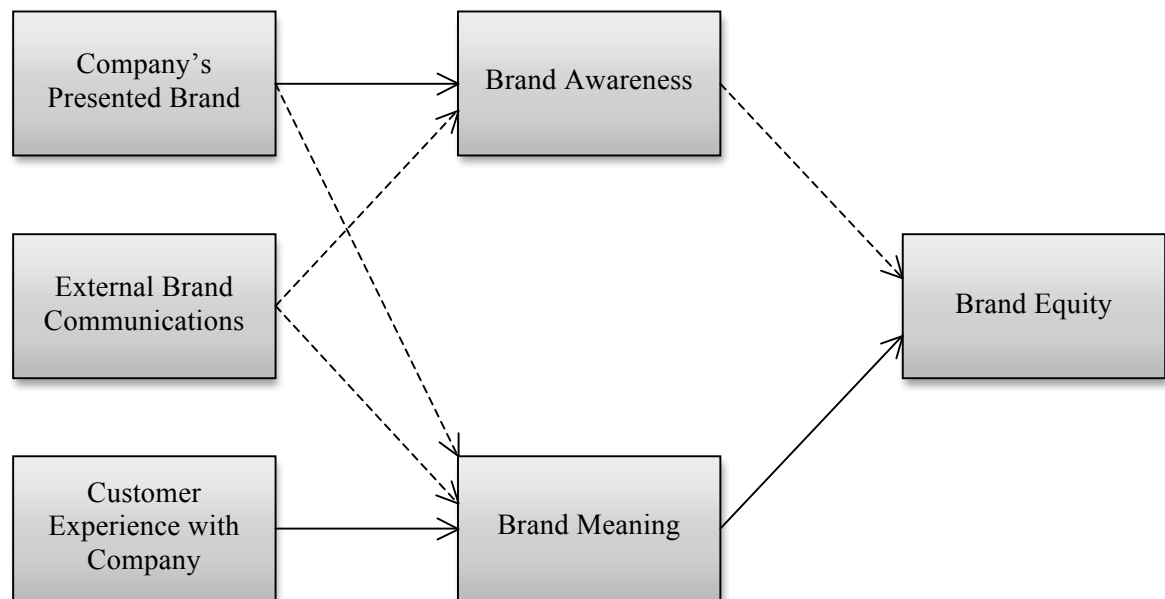 Company’s
Presented Brand
Brand Awareness
External Brand
Communications
Brand Equity
Customer
Experience with
Company
Brand Meaning